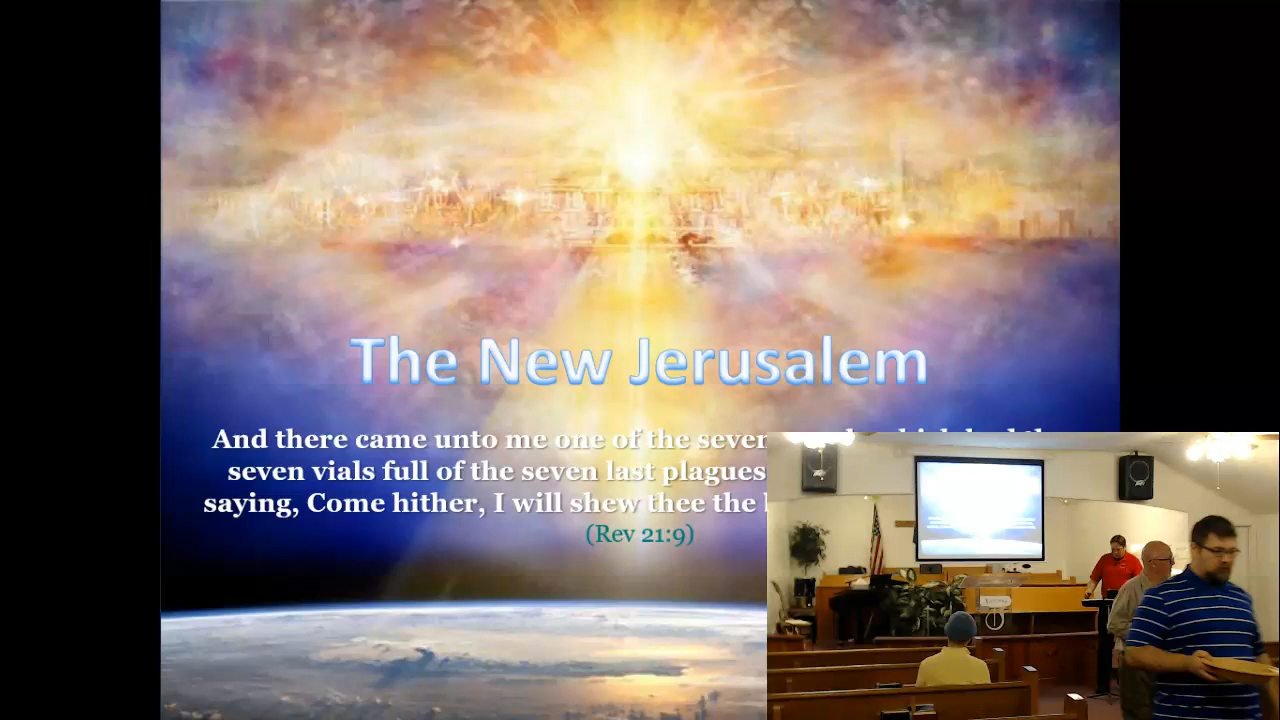 The New Jerusalem
And there came unto me one of the seven
seven vials full of the seven last plagues
saying, Come hither, I will shew thee the
(Rev 21:9)